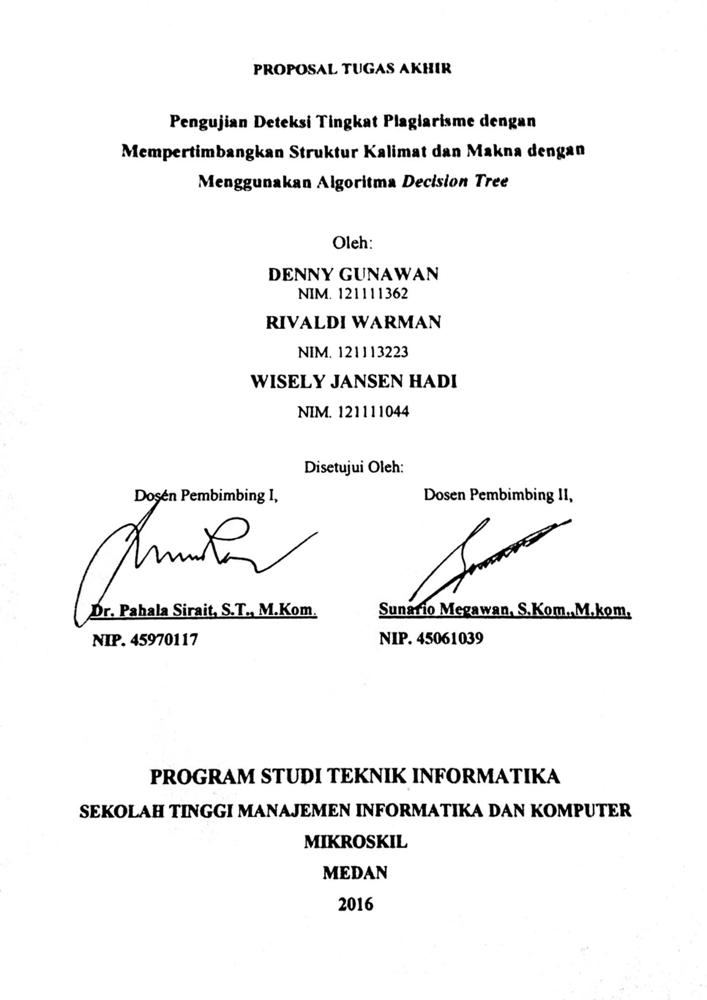 PROPOSAL TUGAS AKHIR
Pengujian Deteksi Tingkat Plagiarisme dengan
Mempertimbangkan Struktur Kalimat dan Makna dengan
Menggunakan Algoritma Decision Tree
Oleh:
DENNY GUNAWAN
NIM. 121111362
RIVALDI WARMAN
NIM. 121113223
WISELY JANSEN HADI
NIM. 121111044
Disetujui Oleh:
Dosen Pembimbing I,
Dosen Pembimbing II,
Dr. Pahala Sirait, S.T., M.Kom.
Sunario Megawan, S.Kom.,M.kom,
NIP. 45970117
NIP. 45061039
PROGRAM STUDI TEKNIK INFORMATIKA
SEKOLAH TINGGI MANAJEMEN INFORMATIKA DAN KOMPUTER
MIKROSKIL
MEDAN
2016